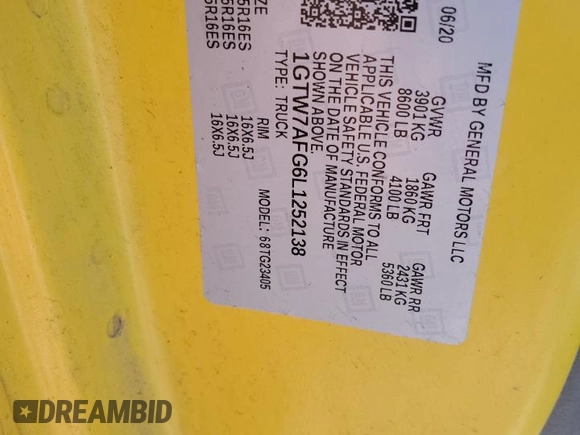 MFD BY GENERAL MOTORS LLC
06/20
GVWR GAWR FRT GAWR RR
3901 KG 1860 KG 2431 KG
8600 LB 4100 LB 5360 LB
THIS VEHICLE CONFORMS TO ALL
APPLICABLE U.S. FEDERAL MOTOR
VEHICLE SAFETY STANDARDS IN EFFECT
ON THE DATE OF MANUFACTURE
SHOWN ABOVE.
1GTW7AFG6L1252138
TYPE: TRUCK MODEL: 68TG23405
ZE RIM
5R16ES 16X6.5J
5R16ES 16X6.5J
5R16ES 16X6.5J
DREAMBID